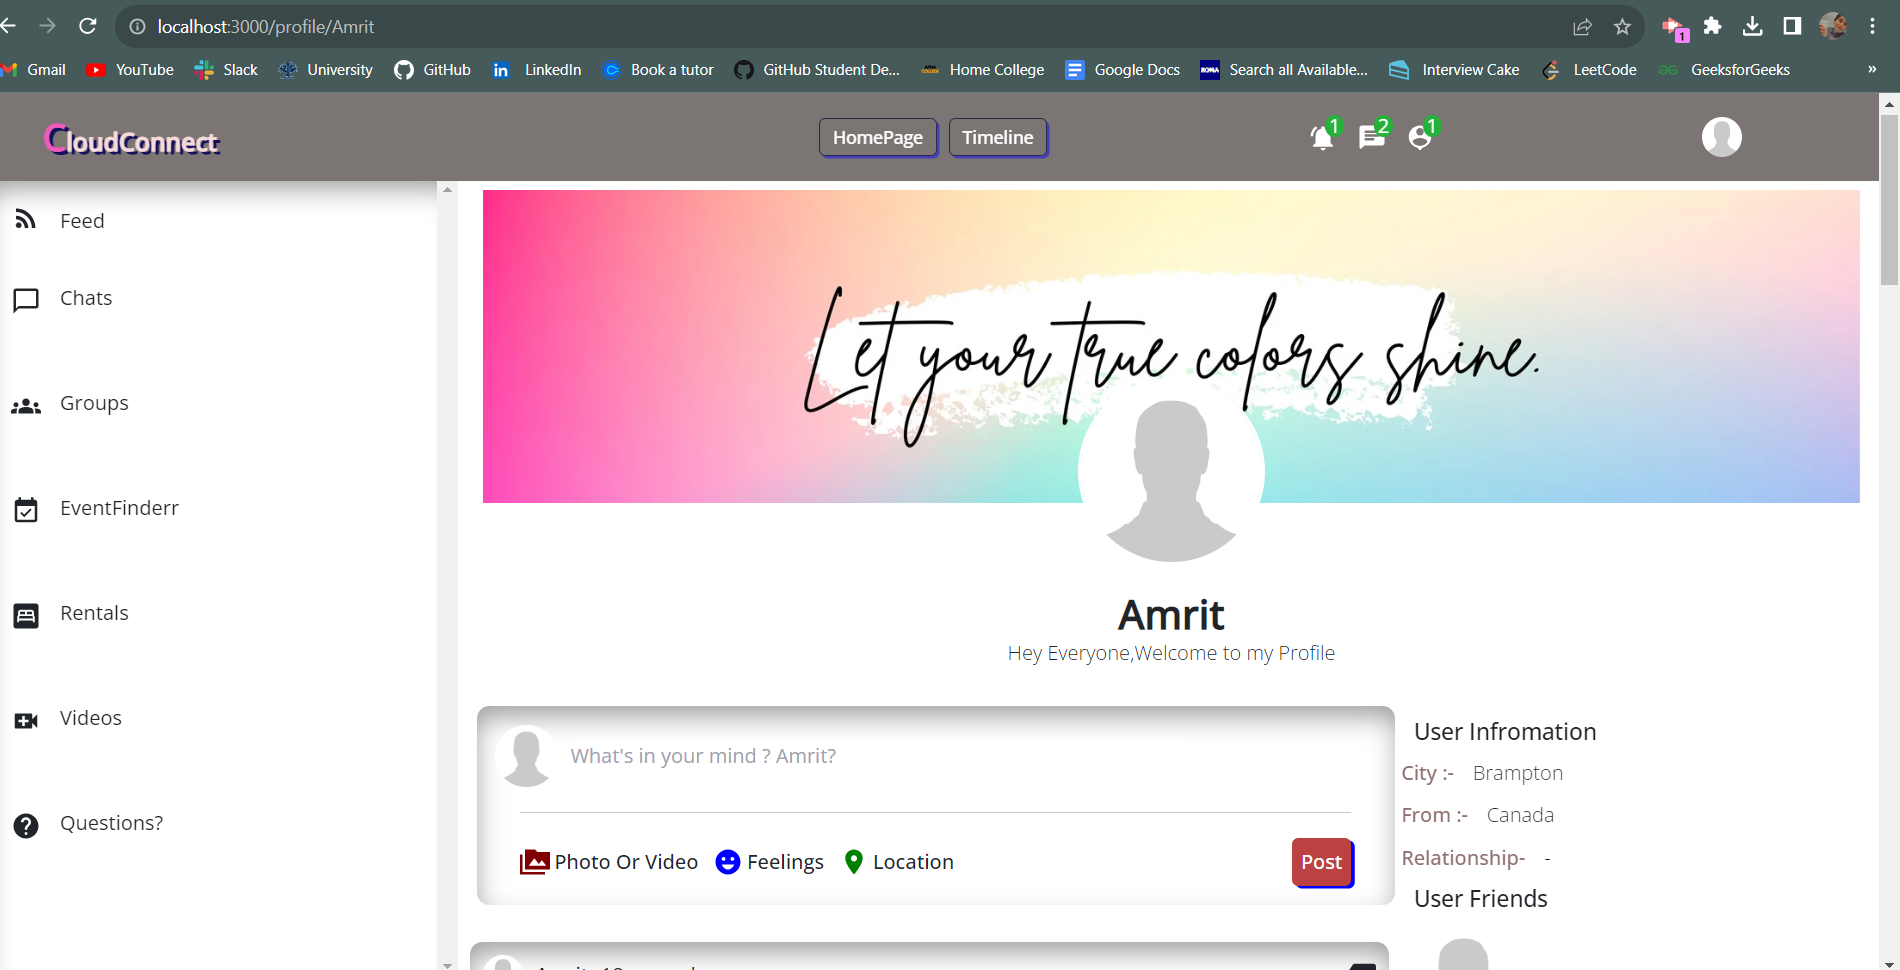 localhost:3000/profile/Amrit
1
Gmail YouTube Slack University GitHub LinkedIn Book a tutor GitHub Student De... Home College Google Docs ROMA Search all Available... Interview Cake LeetCode GeeksforGeeks »
CloudConnect HomePage Timeline 1 2 1
Feed
Chats
Groups
EventFinderr
Rentals
Videos
Questions?
Let your true colors shine.
Amrit
Hey Everyone,Welcome to my Profile
What's in your mind ? Amrit?
Photo Or Video Feelings Location Post
User Infromation
City :- Brampton
From :- Canada
Relationship- -
User Friends